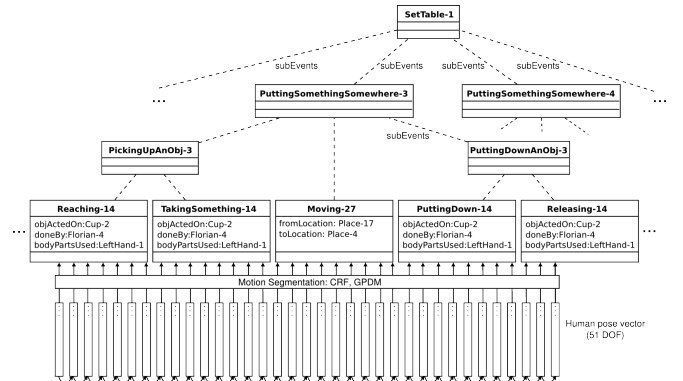 SetTable-1
subEvents
subEvents
subEvents
subEvents
...
PuttingSomethingSomewhere-3
PuttingSomethingSomewhere-4
...
subEvents
PickingUpAnObj-3
PuttingDownAnObj-3
...
Reaching-14
objActedOn:Cup-2
doneBy:Florian-4
bodyPartsUsed:LeftHand-1
TakingSomething-14
objActedOn:Cup-2
doneBy:Florian-4
bodyPartsUsed:LeftHand-1
Moving-27
fromLocation: Place-17
toLocation: Place-4
PuttingDown-14
objActedOn:Cup-2
doneBy:Florian-4
bodyPartsUsed:LeftHand-1
Releasing-14
objActedOn:Cup-2
doneBy:Florian-4
bodyPartsUsed:LeftHand-1
...
Motion Segmentation: CRF, GPDM
Human pose vector
(51 DOF)